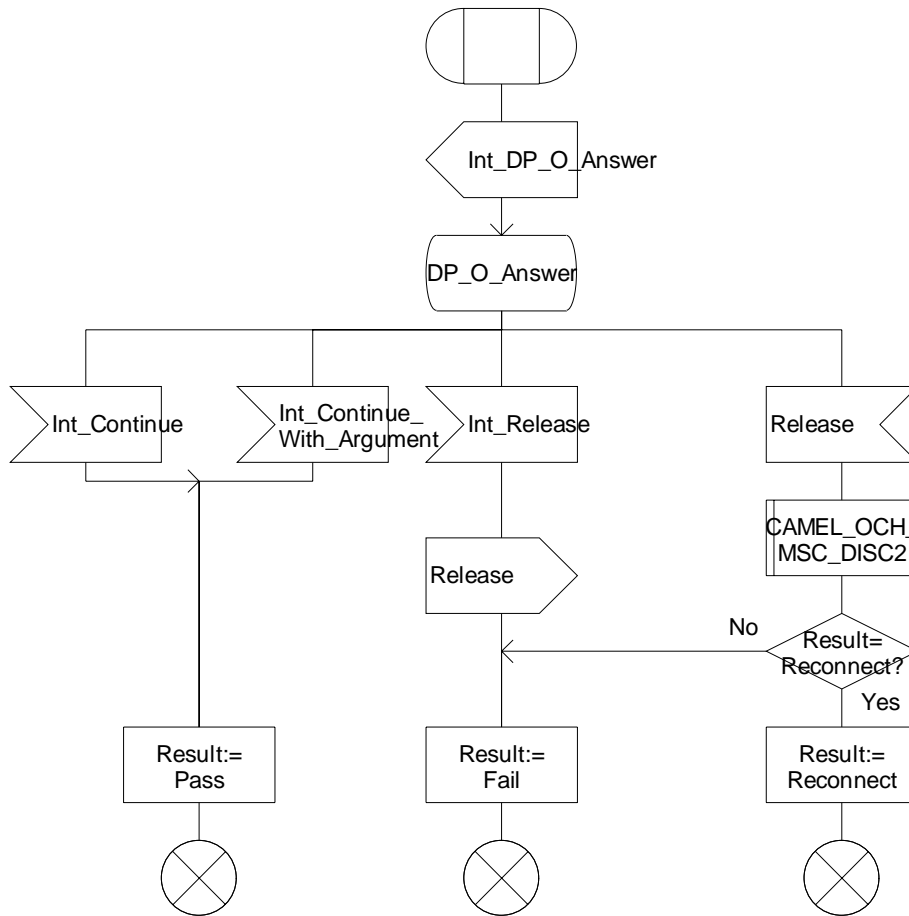 Int_DP_O_Answer
DP_O_Answer
Int_Continue
Int_Continue_
With_Argument
Int_Release
Release
CAMEL_OCH_
MSC_DISC2
Release
No
Result=
Reconnect?
Yes
Result:=
Pass
Result:=
Fail
Result:=
Reconnect